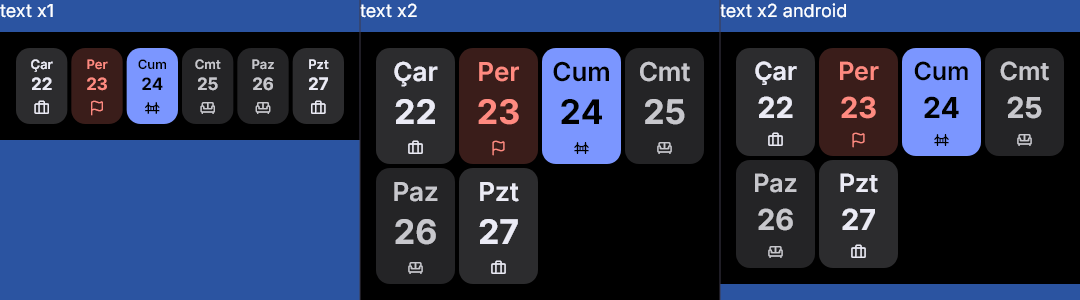 text x1
Çar Per Cum Cmt Paz Pzt
22 23 24 25 26 27
text x2
Çar Per Cum Cmt
22 23 24 25
Paz Pzt
26 27
text x2 android
Çar Per Cum Cmt
22 23 24 25
Paz Pzt
26 27